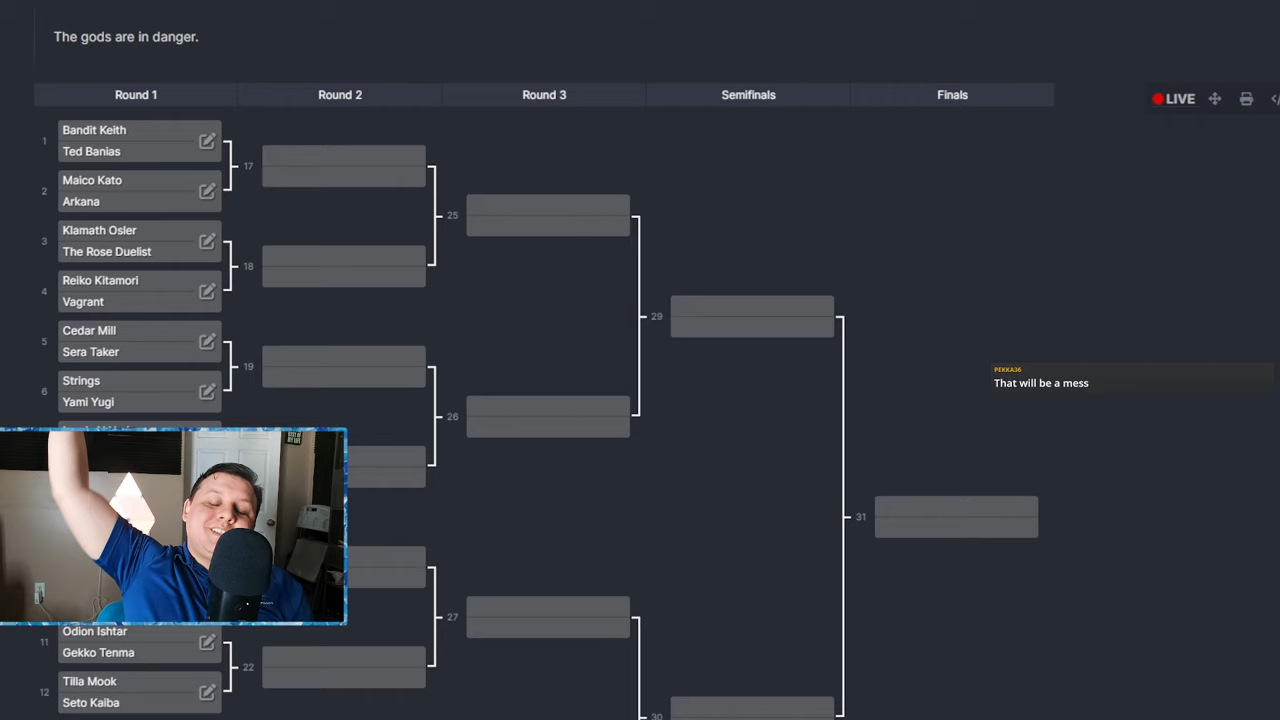 The gods are in danger.
Round 1
Round 2
Round 3
Semifinals
Finals
LIVE
1
Bandit Keith
Ted Banias
2
Maico Kato
Arkana
17
3
Klamath Osler
The Rose Duelist
4
Reiko Kitamori
Vagrant
18
25
5
Cedar Mill
Sera Taker
6
Strings
Yami Yugi
19
26
29
PEKKA36
That will be a mess
31
27
11
Odion Ishtar
Gekko Tenma
12
Tilla Mook
Seto Kaiba
22
30